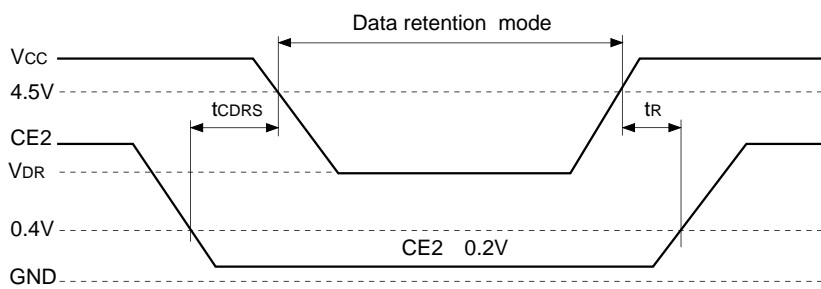 Data retention mode
VCC
4.5V
tCDRS
tR
CE2
VDR
0.4V
CE2 0.2V
GND